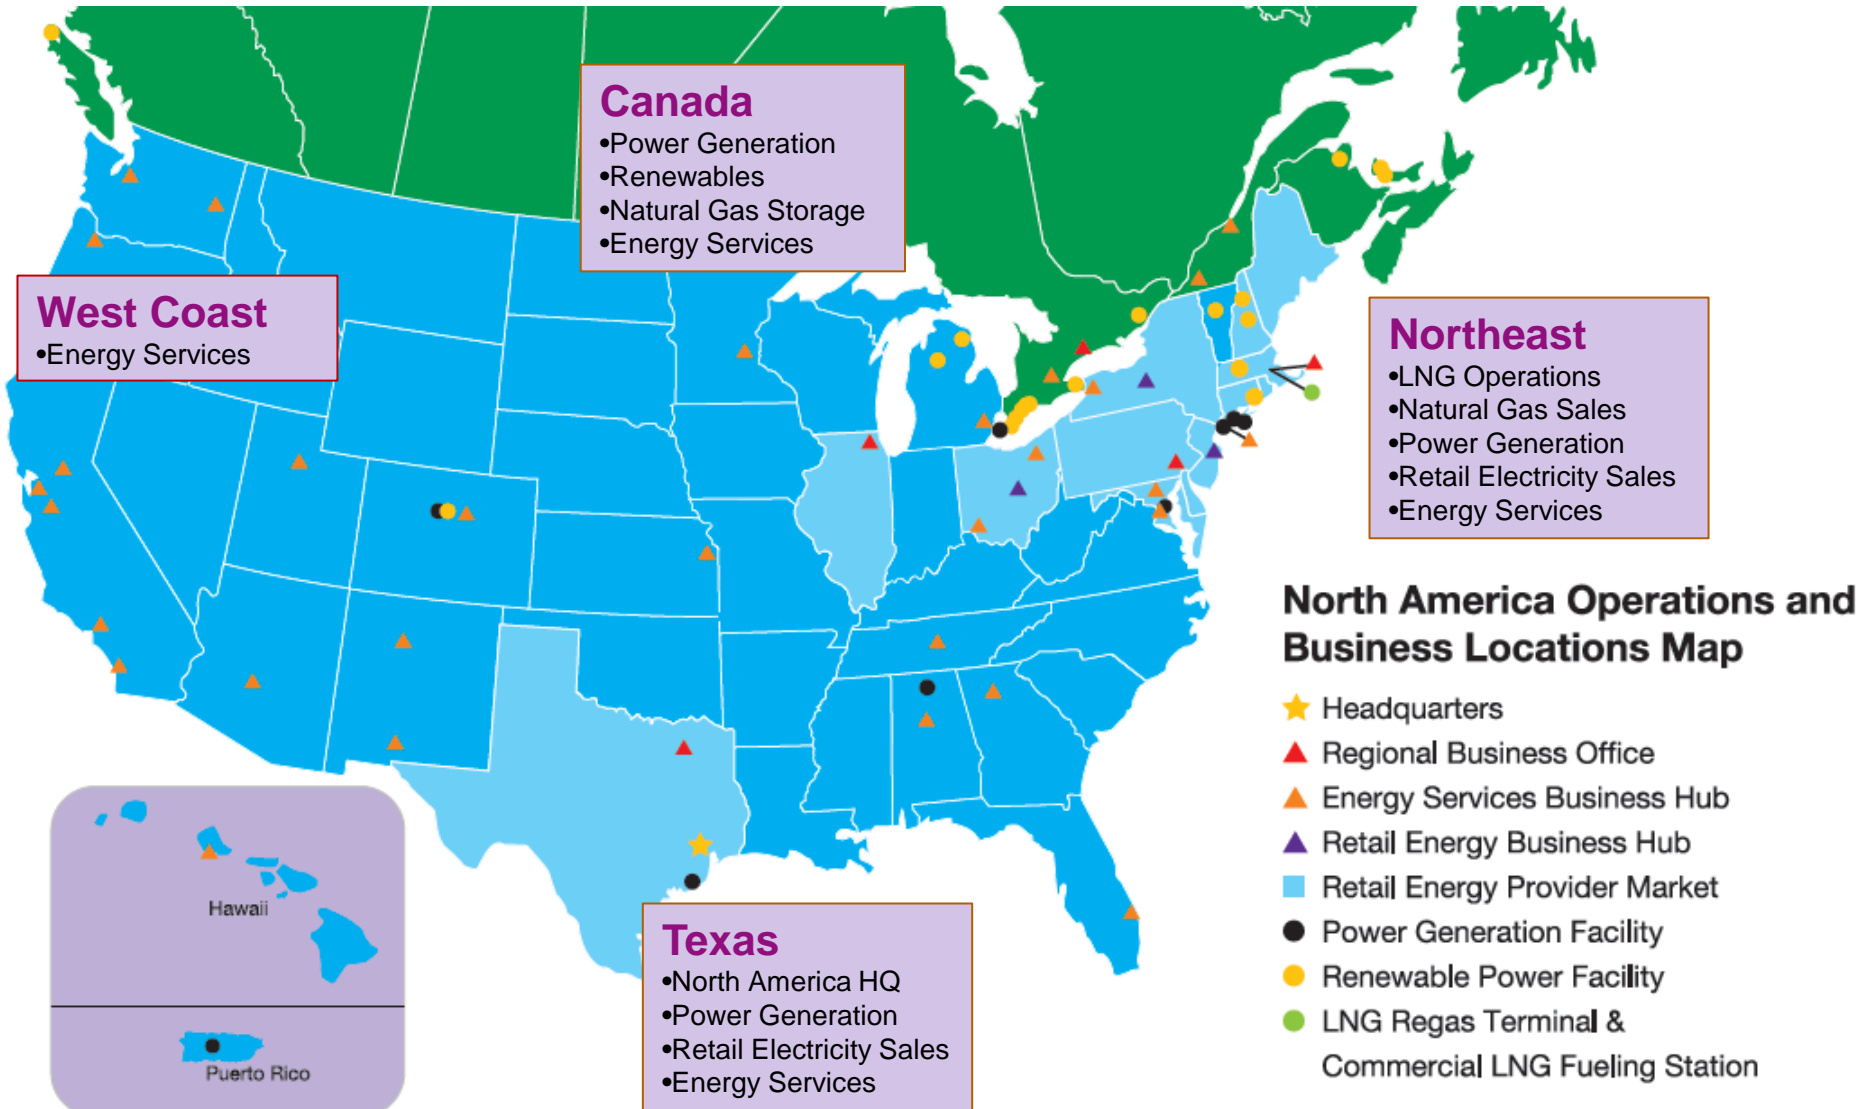 Canada
•Power Generation
•Renewables
•Natural Gas Storage
•Energy Services
West Coast
•Energy Services
Northeast
•LNG Operations
•Natural Gas Sales
•Power Generation
•Retail Electricity Sales
•Energy Services
North America Operations and
Business Locations Map
Headquarters
Regional Business Office
Energy Services Business Hub
Retail Energy Business Hub
Retail Energy Provider Market
Power Generation Facility
Renewable Power Facility
LNG Regas Terminal &
Commercial LNG Fueling Station
Hawaii
Puerto Rico
Texas
•North America HQ
•Power Generation
•Retail Electricity Sales
•Energy Services